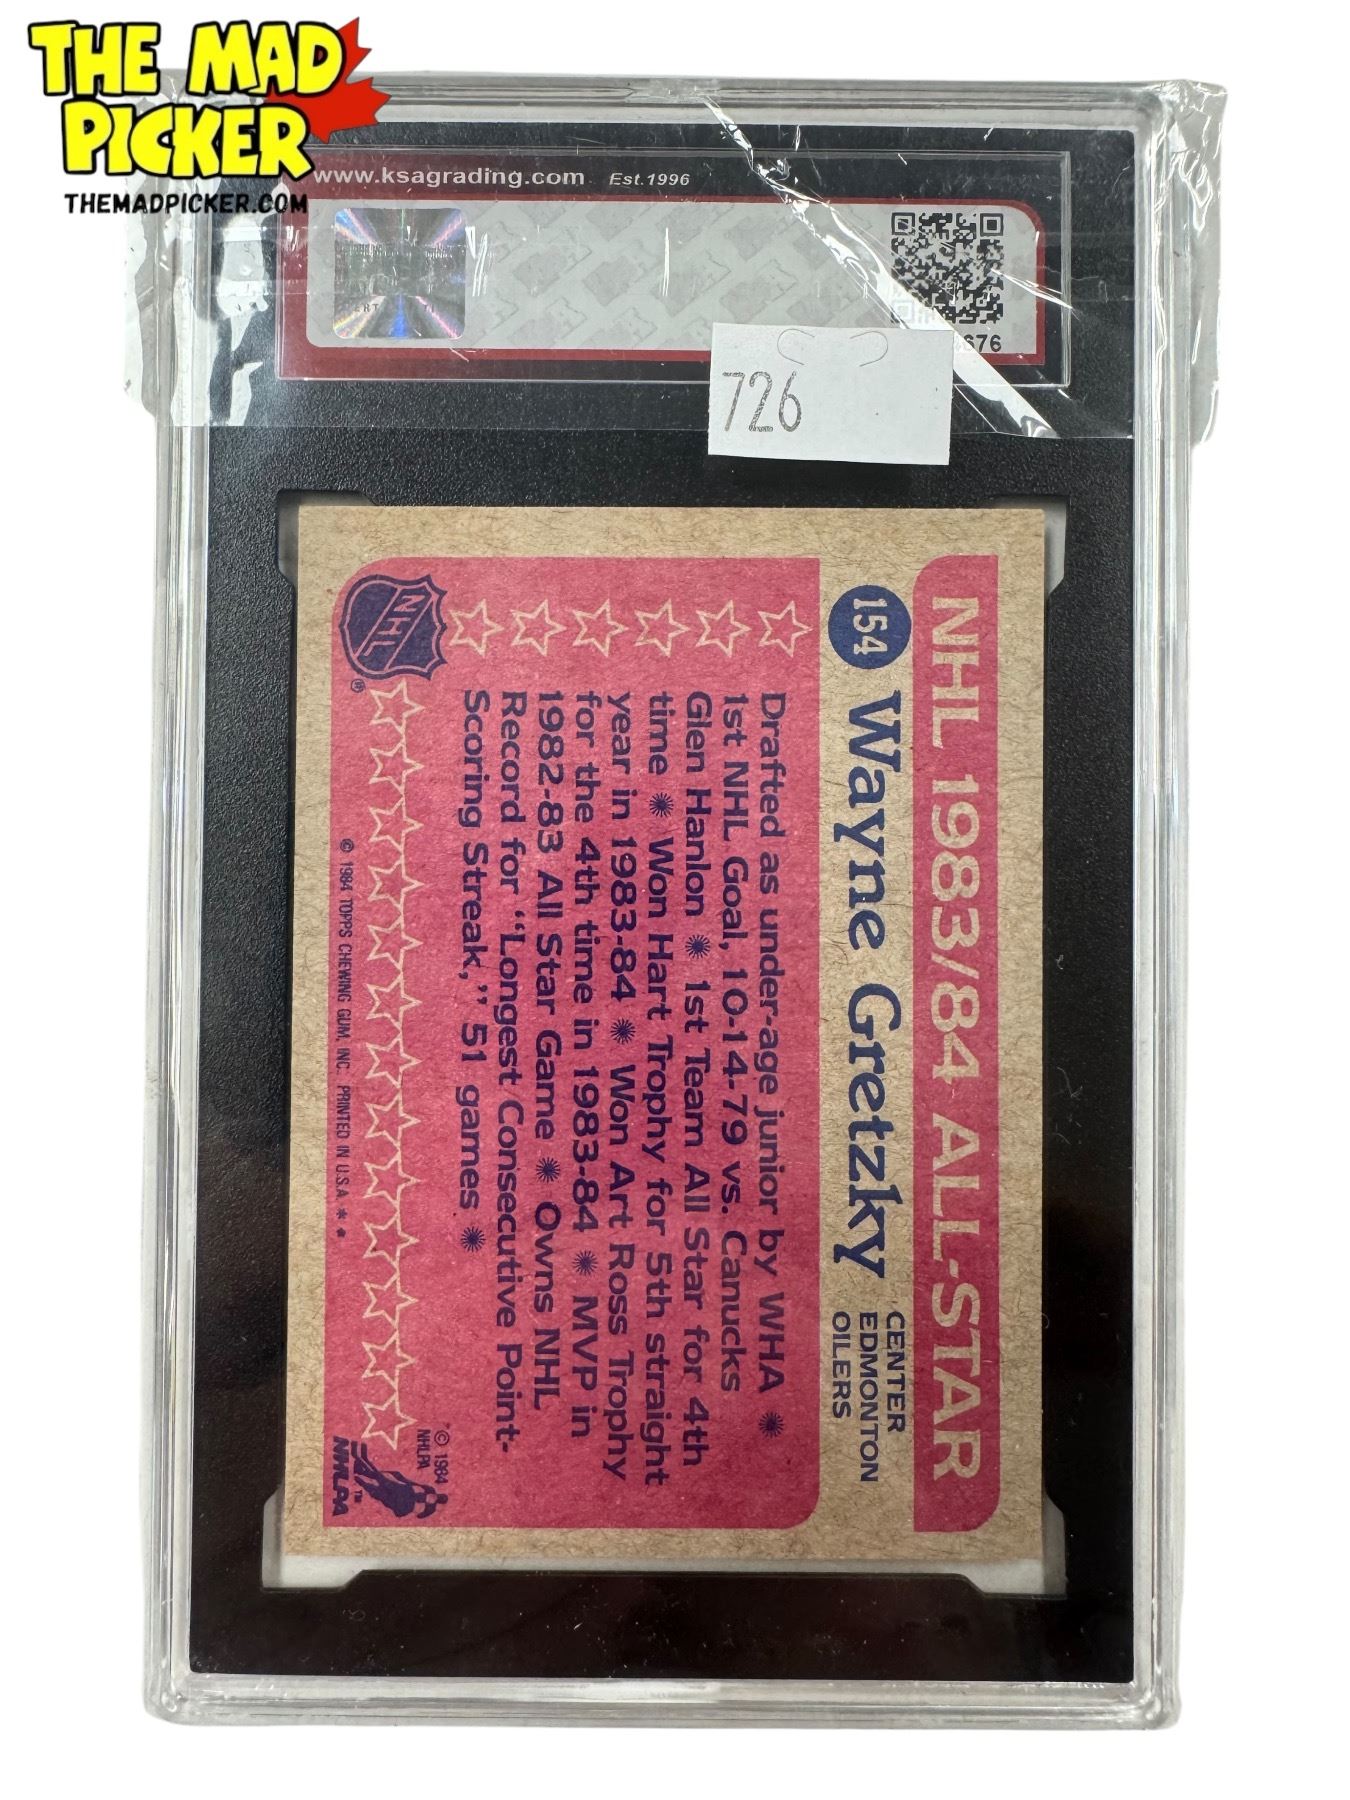 THE MAD
PICKER
THEMADPICKER.COM
www.ksagrading.com Est.1996
676
726
NHL 1983/84 ALL-STAR
154 Wayne Gretzky
CENTER
EDMONTON
OILERS
Drafted as under-age junior by WHA ✺
1st NHL Goal, 10-14-79 vs. Canucks
Glen Hanlon ✺ 1st Team All Star for 4th
time ✺ Won Hart Trophy for 5th straight
year in 1983-84 ✺ Won Art Ross Trophy
for the 4th time in 1983-84 ✺ MVP in
1982-83 All Star Game ✺ Owns NHL
Record for “Longest Consecutive Point-
Scoring Streak,” 51 games ✺
NHL
®
© 1984
NHLPA
NHLPA
TM
© 1984 TOPPS CHEWING GUM, INC. PRINTED IN U.S.A. * *